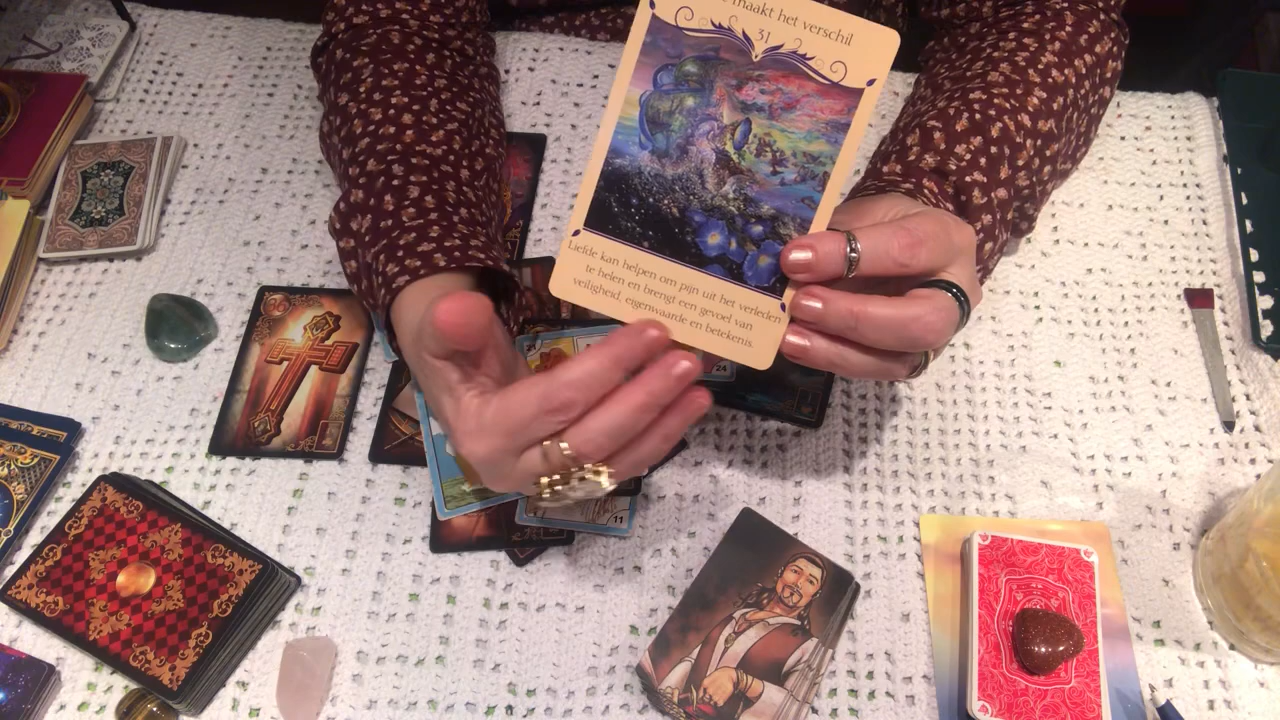 maakt het verschil
31
Liefde kan helpen om pijn uit het verleden
te helen en brengt een gevoel van
veiligheid, eigenwaarde en betekenis.
24
11